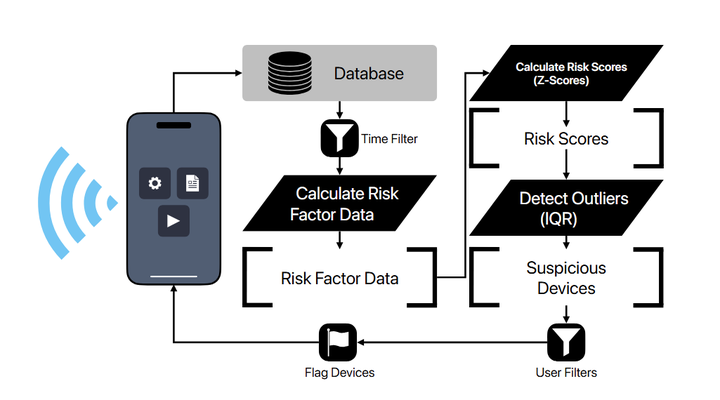 Database
Time Filter
Calculate Risk
Factor Data
Risk Factor Data
Calculate Risk Scores
(Z-Scores)
Risk Scores
Detect Outliers
(IQR)
Suspicious
Devices
User Filters
Flag Devices